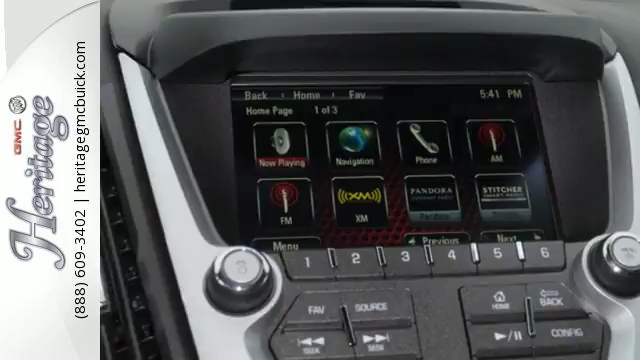 GMC
Heritage
(888) 609-3402 | heritagegmcbuick.com
Back Home Fav 5:41 PM
Home Page 1 of 3
Now Playing Navigation Phone AM
PANDORA STITCHER
FM XM Pandora
Menu Previous Next
1 2 3 4 5 6
FAV SOURCE HOME BACK
SEEK SEEK CONFIG